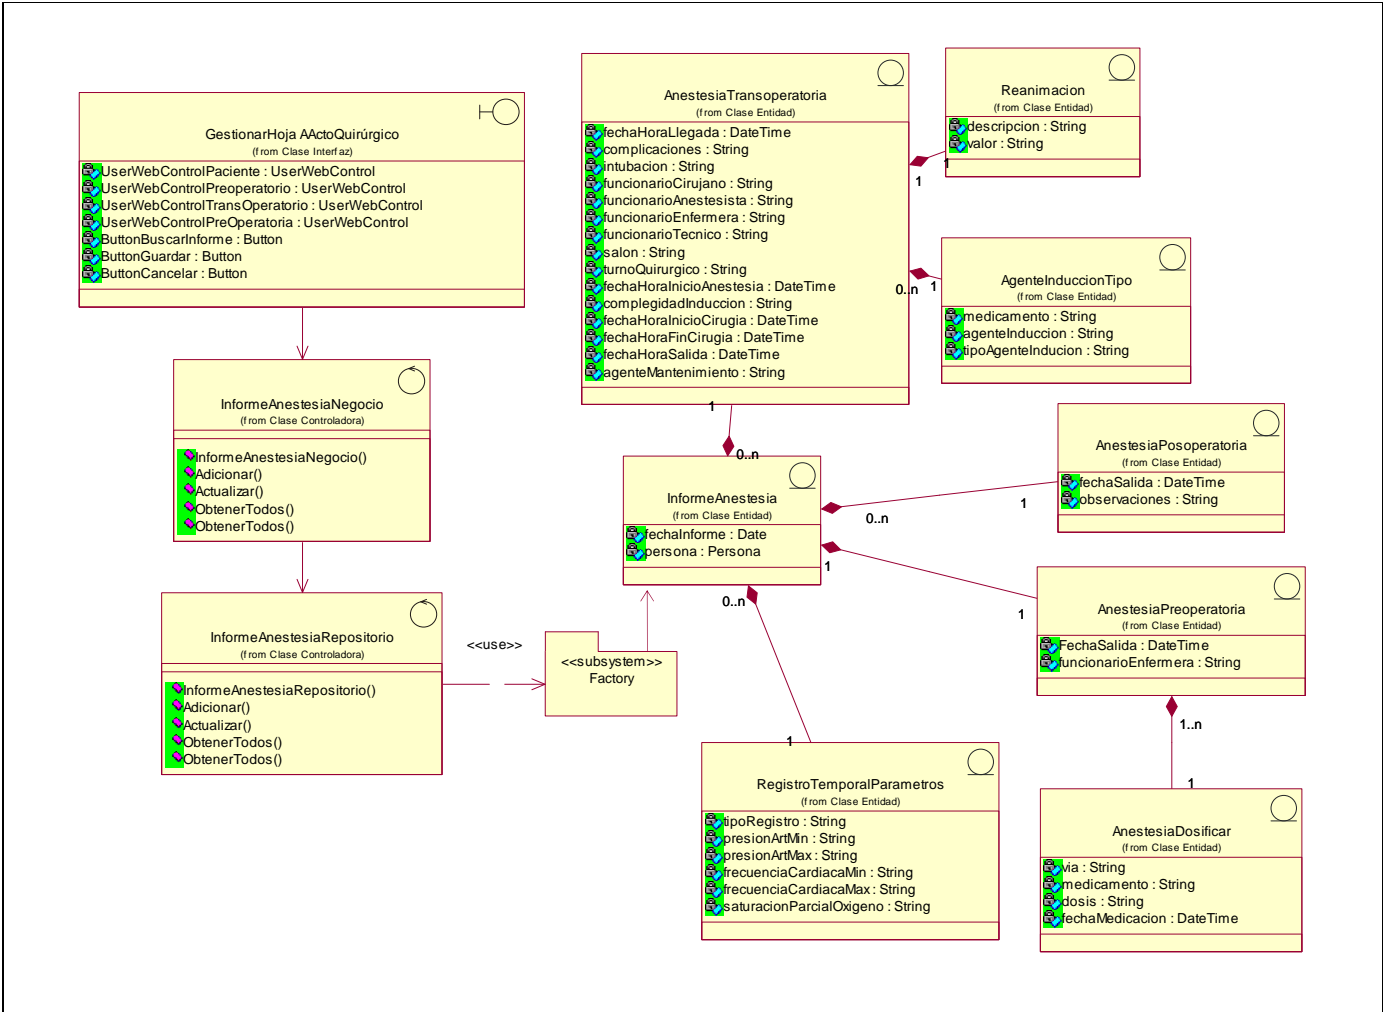 GestionarHoja AActoQuirúrgico
(from Clase Interfaz)
UserWebControlPaciente : UserWebControl
UserWebControlPreoperatorio : UserWebControl
UserWebControlTransOperatorio : UserWebControl
UserWebControlPreOperatoria : UserWebControl
ButtonBuscarInforme : Button
ButtonGuardar : Button
ButtonCancelar : Button
InformeAnestesiaNegocio
(from Clase Controladora)
InformeAnestesiaNegocio()
Adicionar()
Actualizar()
ObtenerTodos()
ObtenerTodos()
InformeAnestesiaRepositorio
(from Clase Controladora)
InformeAnestesiaRepositorio()
Adicionar()
Actualizar()
ObtenerTodos()
ObtenerTodos()
<<use>>
<<subsystem>>
Factory
AnestesiaTransoperatoria
(from Clase Entidad)
fechaHoraLlegada : DateTime
complicaciones : String
intubacion : String
funcionarioCirujano : String
funcionarioAnestesista : String
funcionarioEnfermera : String
funcionarioTecnico : String
salon : String
turnoQuirurgico : String
fechaHoraInicioAnestesia : DateTime
complegidadInduccion : String
fechaHoraInicioCirugia : DateTime
fechaHoraFinCirugia : DateTime
fechaHoraSalida : DateTime
agenteMantenimiento : String
1
0..n
Reanimacion
(from Clase Entidad)
descripcion : String
valor : String
1
1
AgenteInduccionTipo
(from Clase Entidad)
medicamento : String
agenteInduccion : String
tipoAgenteInducion : String
0..n
1
InformeAnestesia
(from Clase Entidad)
fechaInforme : Date
persona : Persona
0..n
1
AnestesiaPosoperatoria
(from Clase Entidad)
fechaSalida : DateTime
observaciones : String
1
1
AnestesiaPreoperatoria
(from Clase Entidad)
FechaSalida : DateTime
funcionarioEnfermera : String
1..n
1
AnestesiaDosificar
(from Clase Entidad)
via : String
medicamento : String
dosis : String
fechaMedicacion : DateTime
0..n
1
RegistroTemporalParametros
(from Clase Entidad)
tipoRegistro : String
presionArtMin : String
presionArtMax : String
frecuenciaCardiacaMin : String
frecuenciaCardiacaMax : String
saturacionParcialOxigeno : String